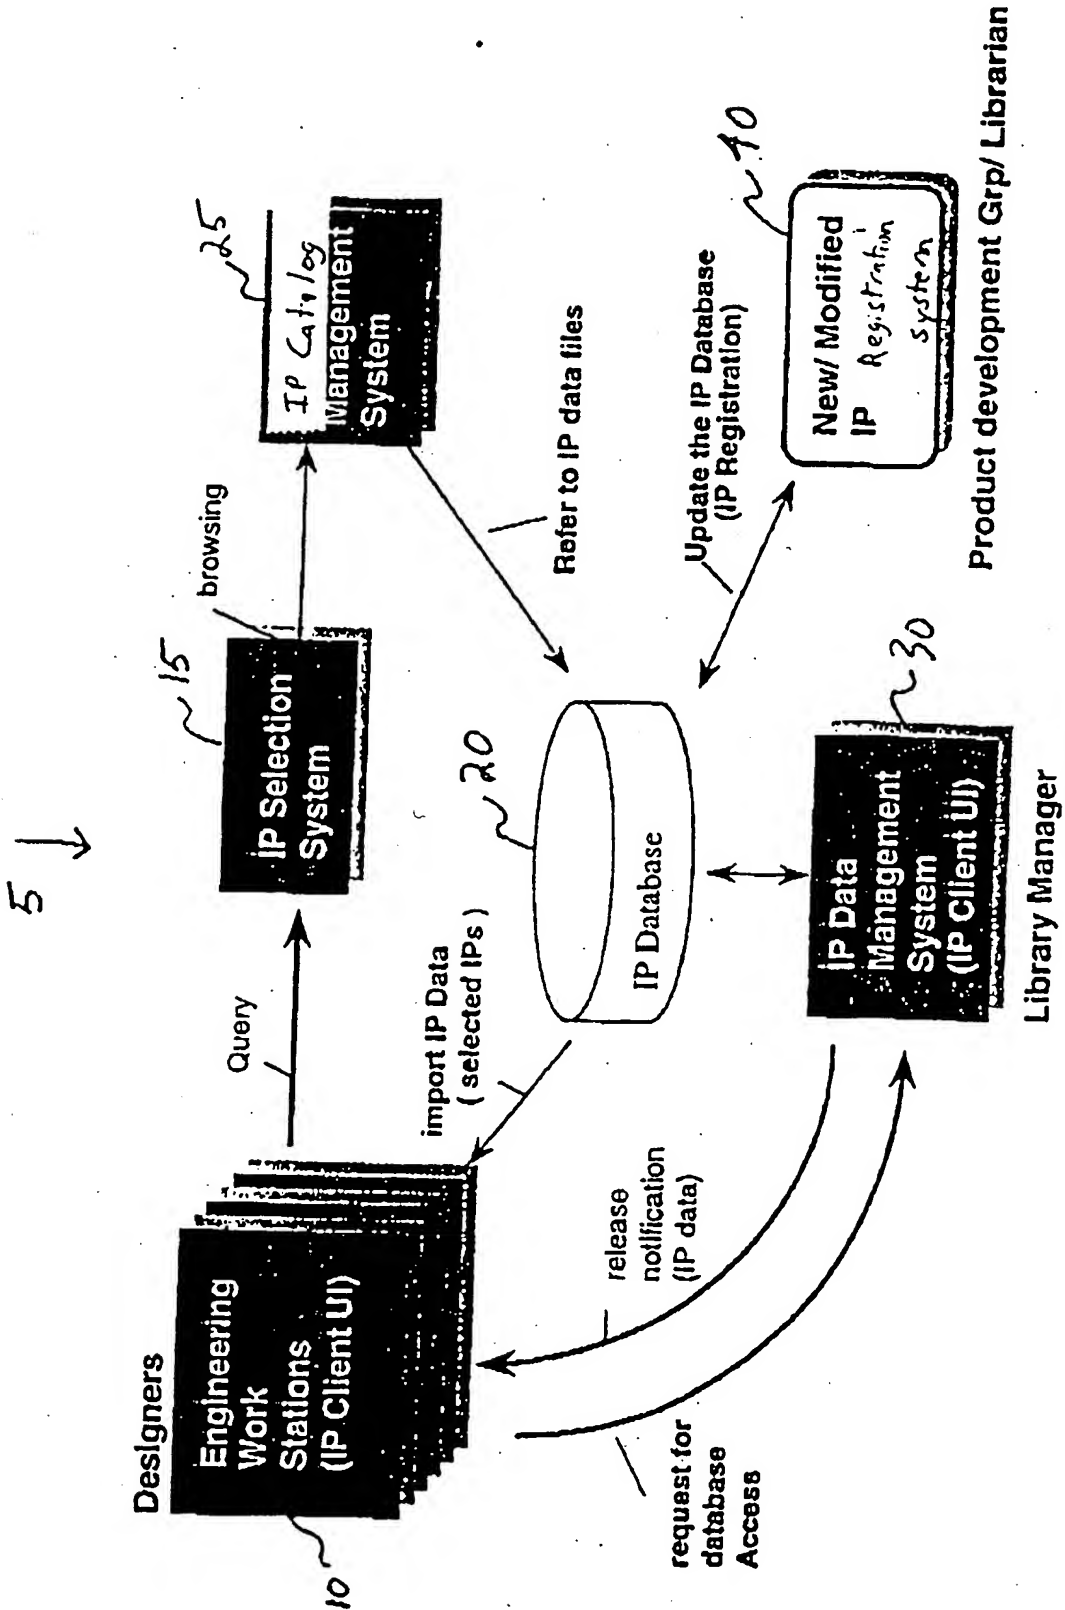 5
Designers
Engineering
Work
Stations
(IP Client UI)
10
Query
IP Selection
System
15
browsing
IP Catalog
Management
System
25
import IP Data
( selected IPs )
20
IP Database
Refer to IP data files
Update the IP Database
(IP Registration)
40
New/ Modified
IP Registration
system
Product development Grp/ Librarian
release
notification
(IP data)
request for
database
Access
IP Data
Management
System
(IP Client UI)
30
Library Manager